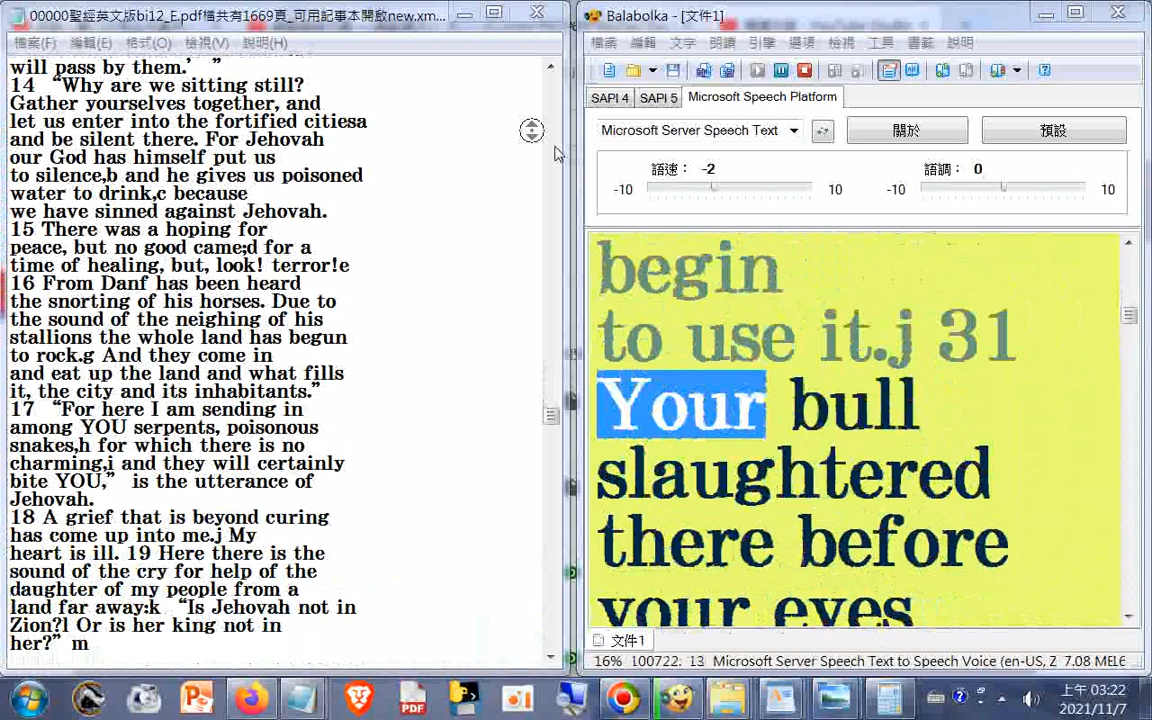 00000聖經英文版bi12_E.pdf檔共有1669頁_可用記事本開啟new.xm...
檔案(F) 編輯(E) 格式(O) 檢視(V) 說明(H)
will pass by them.’ ”
14 “Why are we sitting still?
Gather yourselves together, and
let us enter into the fortified citiesa
and be silent there. For Jehovah
our God has himself put us
to silence,b and he gives us poisoned
water to drink,c because
we have sinned against Jehovah.
15 There was a hoping for
peace, but no good came;d for a
time of healing, but, look! terror!e
16 From Danf has been heard
the snorting of his horses. Due to
the sound of the neighing of his
stallions the whole land has begun
to rock.g And they come in
and eat up the land and what fills
it, the city and its inhabitants.”
17 “For here I am sending in
among YOU serpents, poisonous
snakes,h for which there is no
charming,i and they will certainly
bite YOU,” is the utterance of
Jehovah.
18 A grief that is beyond curing
has come up into me.j My
heart is ill. 19 Here there is the
sound of the cry for help of the
daughter of my people from a
land far away:k “Is Jehovah not in
Zion?l Or is her king not in
her?” m
Balabolka - [文件1]
檔案 編輯 文字 朗讀 引擎 選項 檢視 工具 書籤 說明
SAPI 4 SAPI 5 Microsoft Speech Platform
Microsoft Server Speech Text 關於 預設
語速: -2 語調: 0
-10 10 -10 10
begin
to use it.j 31
Your bull
slaughtered
there before
your eyes
文件1
16% 100722: 13 Microsoft Server Speech Text to Speech Voice (en-US, Z 7.08 МЕБ
PDF
上午 03:22
2021/11/7